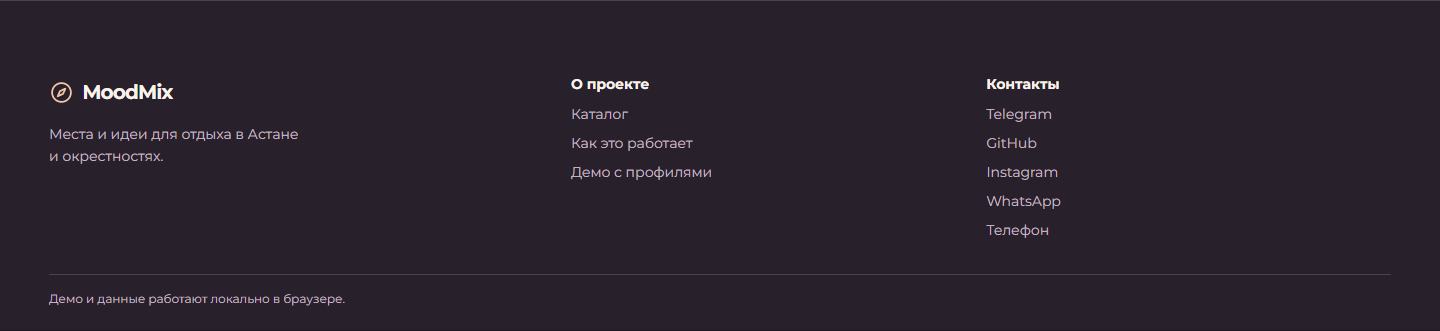 MoodMix
Места и идеи для отдыха в Астане
и окрестностях.
О проекте
Каталог
Как это работает
Демо с профилями
Контакты
Telegram
GitHub
Instagram
WhatsApp
Телефон
Демо и данные работают локально в браузере.